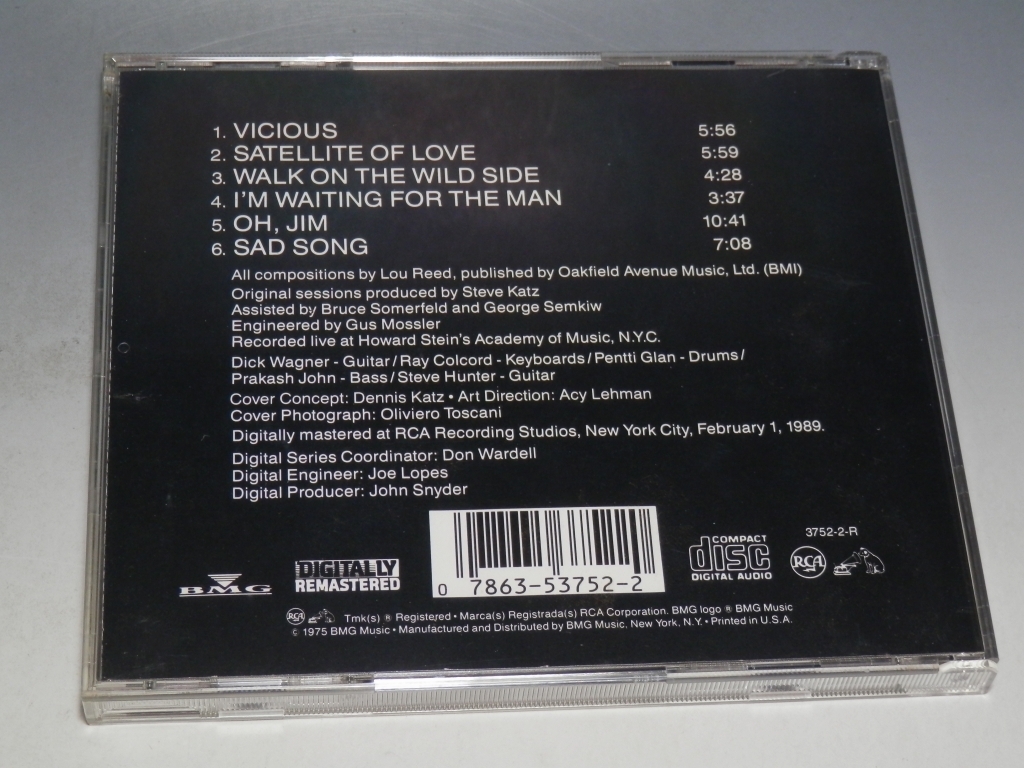 1. VICIOUS 5:56
2. SATELLITE OF LOVE 5:59
3. WALK ON THE WILD SIDE 4:28
4. I'M WAITING FOR THE MAN 3:37
5. OH, JIM 10:41
6. SAD SONG 7:08
All compositions by Lou Reed, published by Oakfield Avenue Music, Ltd. (BMI)
Original sessions produced by Steve Katz
Assisted by Bruce Somerfeld and George Semkiw
Engineered by Gus Mossler
Recorded live at Howard Stein's Academy of Music, N.Y.C.
Dick Wagner - Guitar/Ray Colcord - Keyboards/Pentti Glan - Drums/
Prakash John - Bass/Steve Hunter - Guitar
Cover Concept: Dennis Katz • Art Direction: Acy Lehman
Cover Photograph: Oliviero Toscani
Digitally mastered at RCA Recording Studios, New York City, February 1, 1989.
Digital Series Coordinator: Don Wardell
Digital Engineer: Joe Lopes
Digital Producer: John Snyder
BMG
DIGITALLY
REMASTERED
0 7863-53752-2
COMPACT
disc
DIGITAL AUDIO
3752-2-R
RCA
RCA Tmk(s) ® Registered • Marca(s) Registrada(s) RCA Corporation. BMG logo ® BMG Music
© 1975 BMG Music • Manufactured and Distributed by BMG Music, New York, N.Y. • Printed in U.S.A.